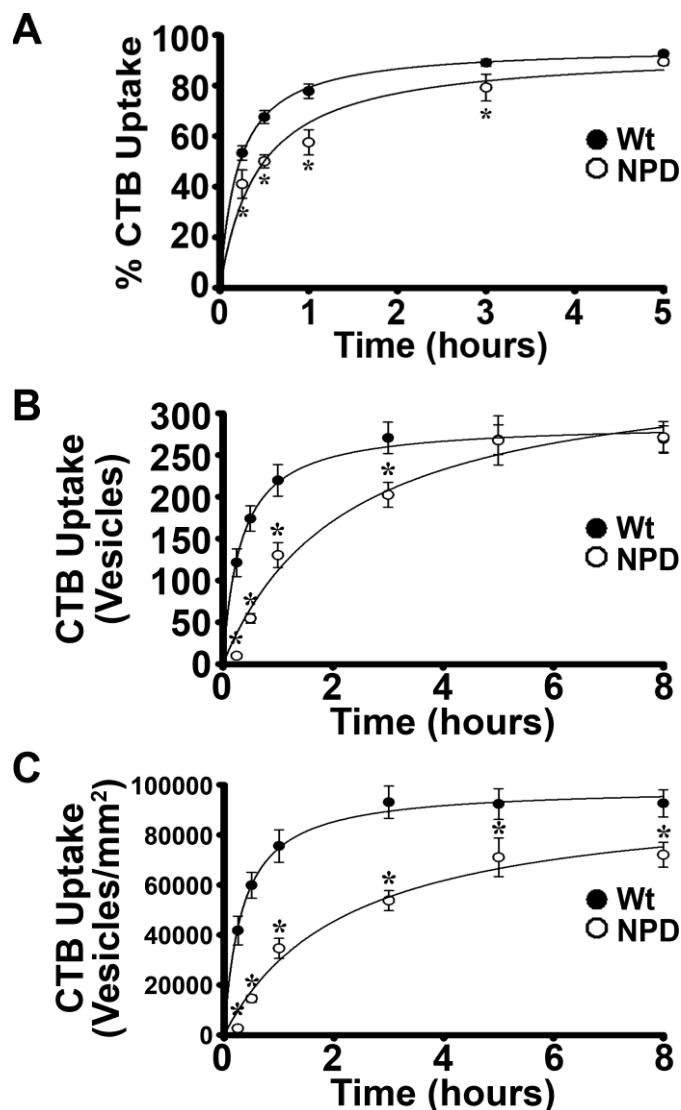 A
% CTB Uptake
100
80
60
40
20
0
*
*
*
*
Wt
NPD
0
1
2
3
4
5
Time (hours)
B
CTB Uptake
(Vesicles)
300
250
200
150
100
50
0
*
*
*
*
Wt
NPD
0
2
4
6
8
Time (hours)
C
CTB Uptake
(Vesicles/mm²)
100000
80000
60000
40000
20000
0
*
*
*
*
*
*
Wt
NPD
0
2
4
6
8
Time (hours)